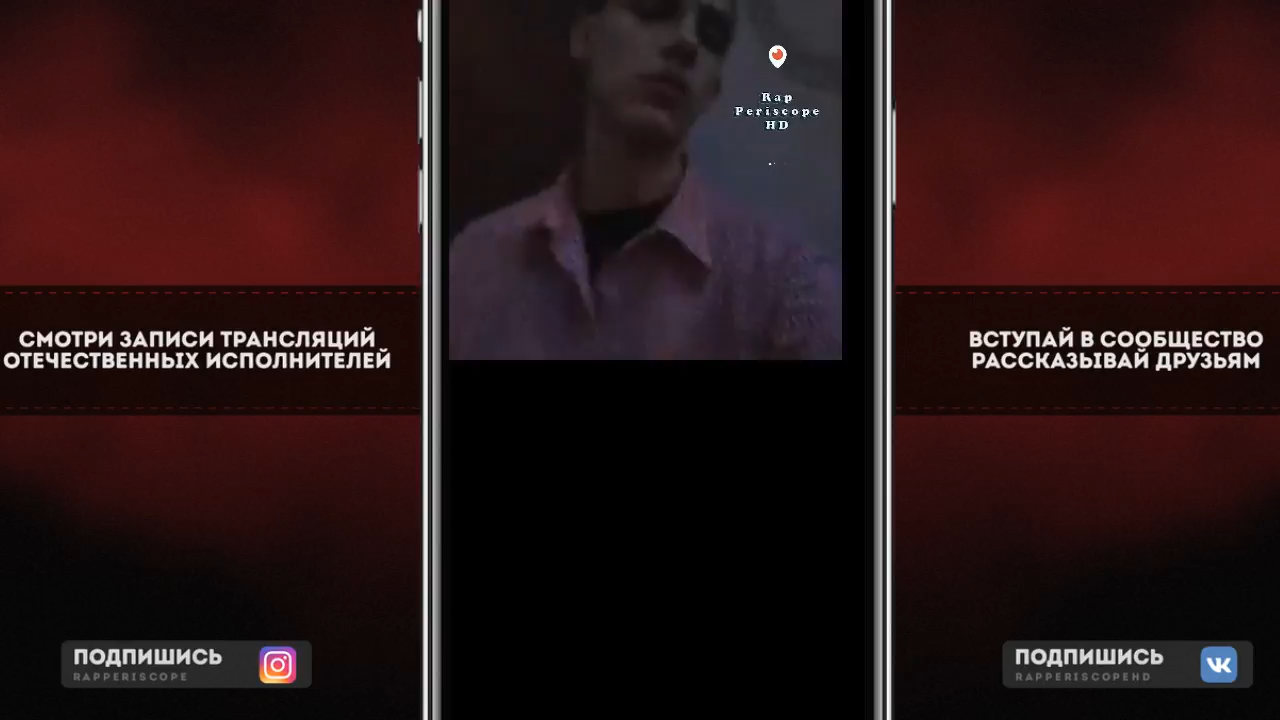 Rap
Periscope
HD
СМОТРИ ЗАПИСИ ТРАНСЛЯЦИЙ
ОТЕЧЕСТВЕННЫХ ИСПОЛНИТЕЛЕЙ
ВСТУПАЙ В СООБЩЕСТВО
РАССКАЗЫВАЙ ДРУЗЬЯМ
ПОДПИШИСЬ
RAPPERISCOPE
ПОДПИШИСЬ
RAPPERISCOPEHD